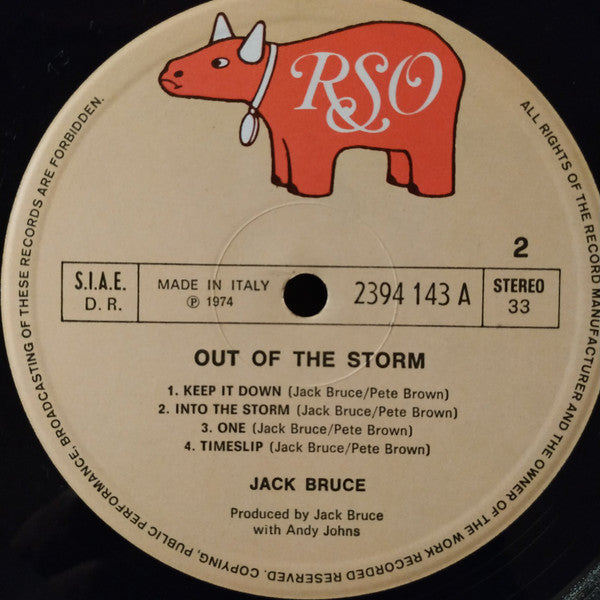 RSO
2
S.I.A.E.
D. R.
MADE IN ITALY
℗ 1974
2394 143 A
STEREO
33
OUT OF THE STORM
1. KEEP IT DOWN (Jack Bruce/Pete Brown)
2. INTO THE STORM (Jack Bruce/Pete Brown)
3. ONE (Jack Bruce/Pete Brown)
4. TIMESLIP (Jack Bruce/Pete Brown)
JACK BRUCE
Produced by Jack Bruce
with Andy Johns
ALL RIGHTS OF THE RECORD MANUFACTURER AND THE OWNER OF THE WORK RECORDED RESERVED. COPYING, PUBLIC PERFORMANCE, BROADCASTING OF THESE RECORDS ARE FORBIDDEN.